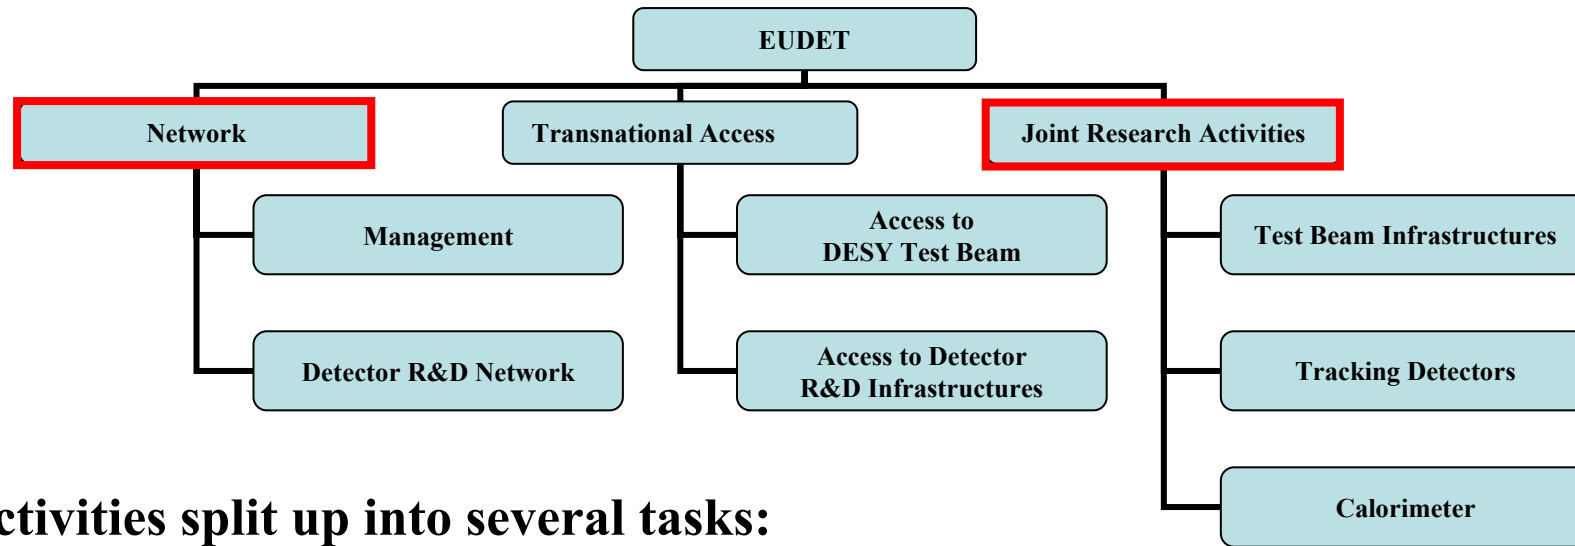 EUDET
Network
Transnational Access
Joint Research Activities
Management
Access to
DESY Test Beam
Test Beam Infrastructures
Detector R&D Network
Access to Detector
R&D Infrastructures
Tracking Detectors
Calorimeter
ctivities split up into several tasks: